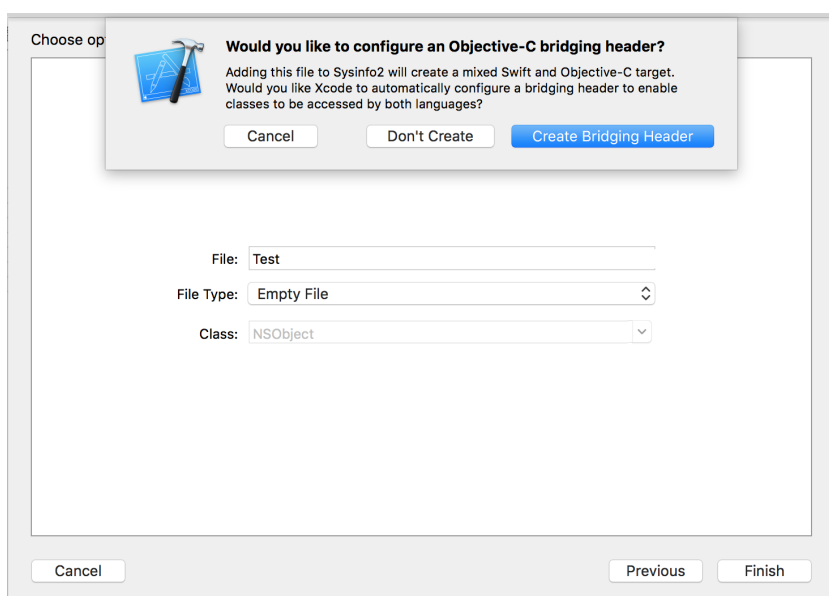 Choose op
Would you like to configure an Objective-C bridging header?
Adding this file to Sysinfo2 will create a mixed Swift and Objective-C target.
Would you like Xcode to automatically configure a bridging header to enable
classes to be accessed by both languages?
Cancel
Don't Create
Create Bridging Header
File:
Test
File Type:
Empty File
Class:
NSObject
Cancel
Previous
Finish